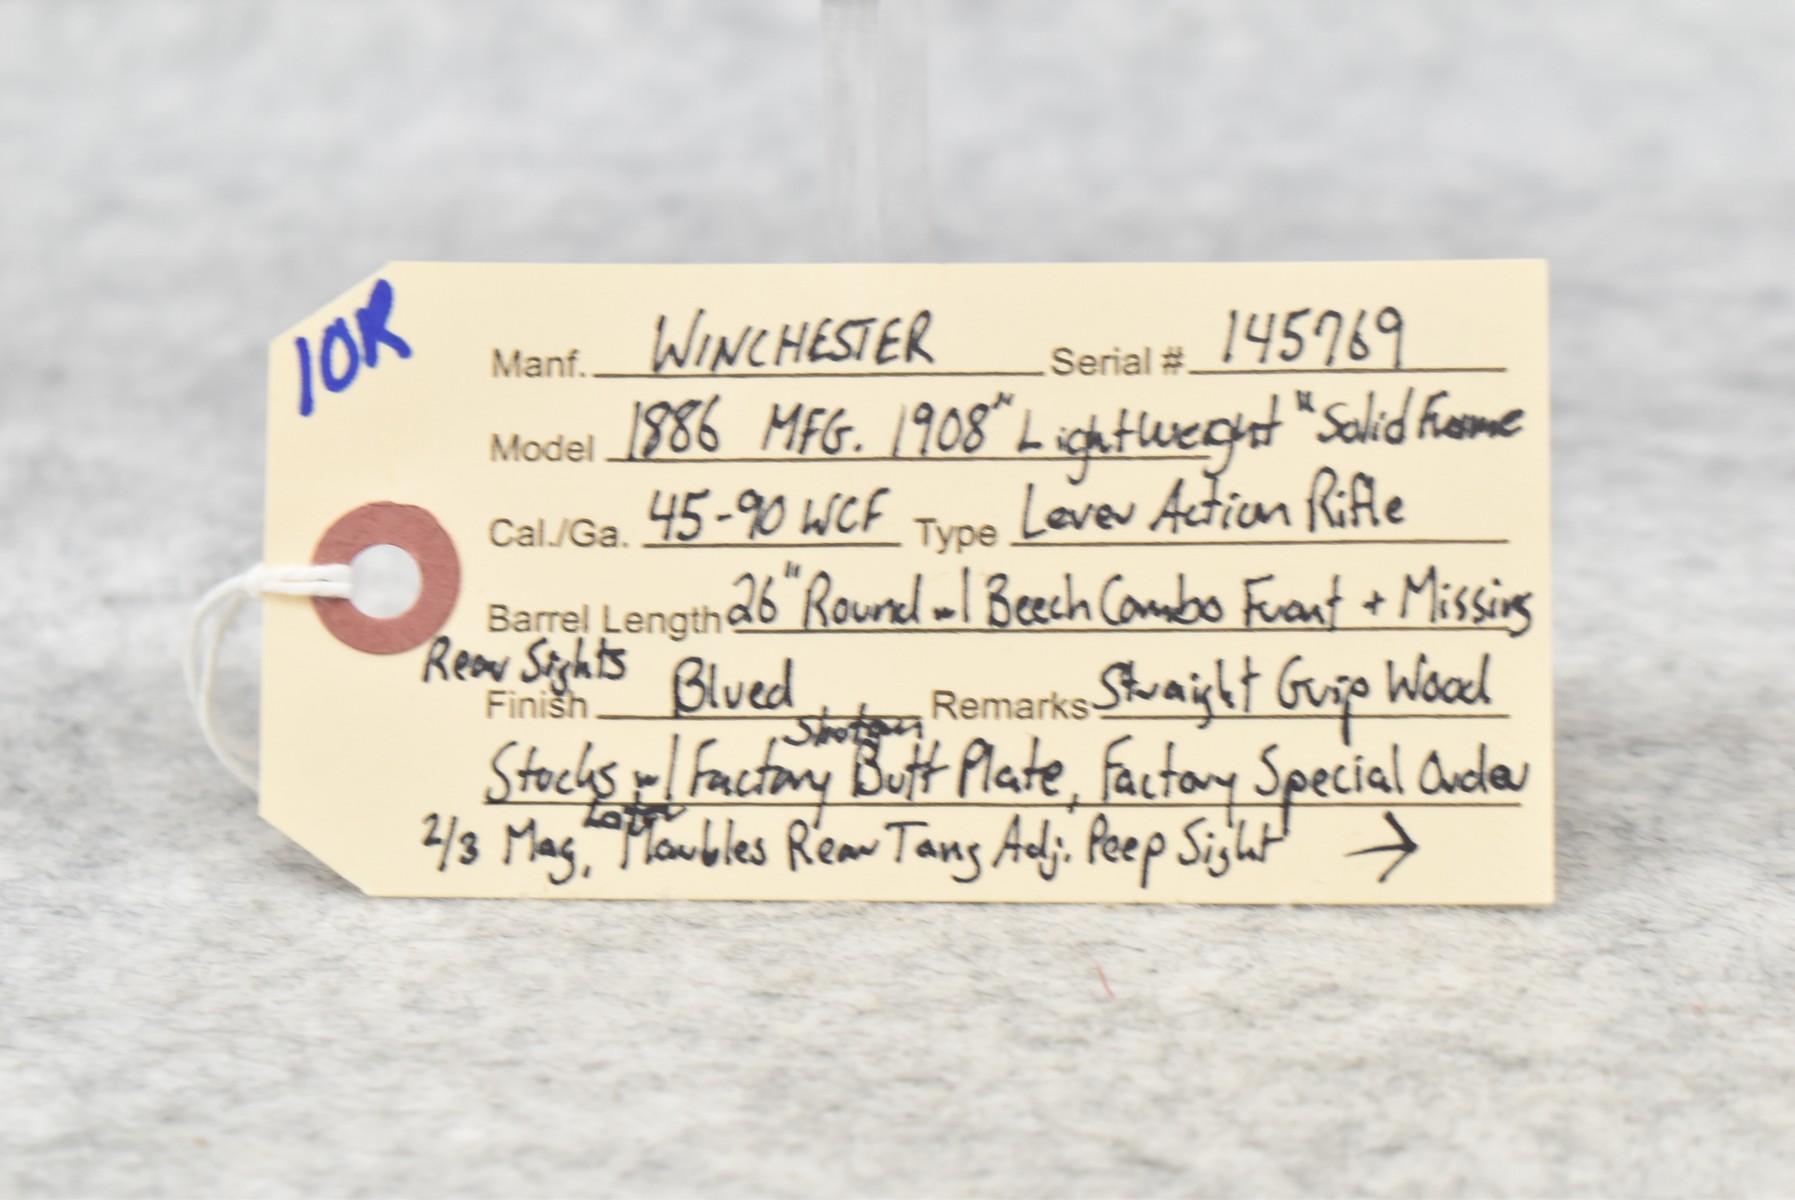 10R
Manf. WINCHESTER Serial # 145769
Model 1886 MFG. 1908 "Lightweight" Solid Frame
Cal./Ga. 45-90 WCF Type Lever Action Rifle
Barrel Length 26" Round w/ Beech Combo Front + Missing
Rear Sights
Finish Blued Remarks Straight Grip Wood
Shotgun
Stocks w/ Factory Butt Plate, Factory Special Order
Later
2/3 Mag, Marbles Rear Tang Adj. Peep Sight →